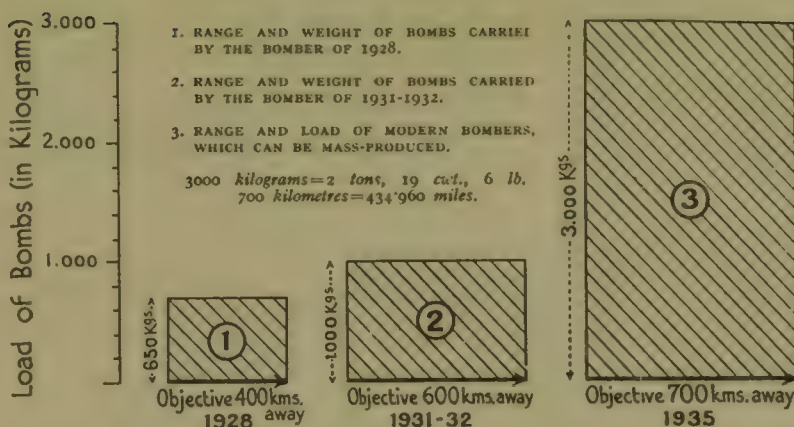 Load of Bombs (in Kilograms)
3.000
2.000
1.000
1. RANGE AND WEIGHT OF BOMBS CARRIED
BY THE BOMBER OF 1928.
2. RANGE AND WEIGHT OF BOMBS CARRIED
BY THE BOMBER OF 1931-1932.
3. RANGE AND LOAD OF MODERN BOMBERS,
WHICH CAN BE MASS-PRODUCED.
3000 kilograms=2 tons, 19 cwt., 6 lb.
700 kilometres=434·960 miles.
650 Kgs.
1
Objective 400 kms.
away
1928
1000 Kgs.
2
Objective 600 kms. away
1931-32
3.000 Kgs
3
Objective 700 kms. away
1935